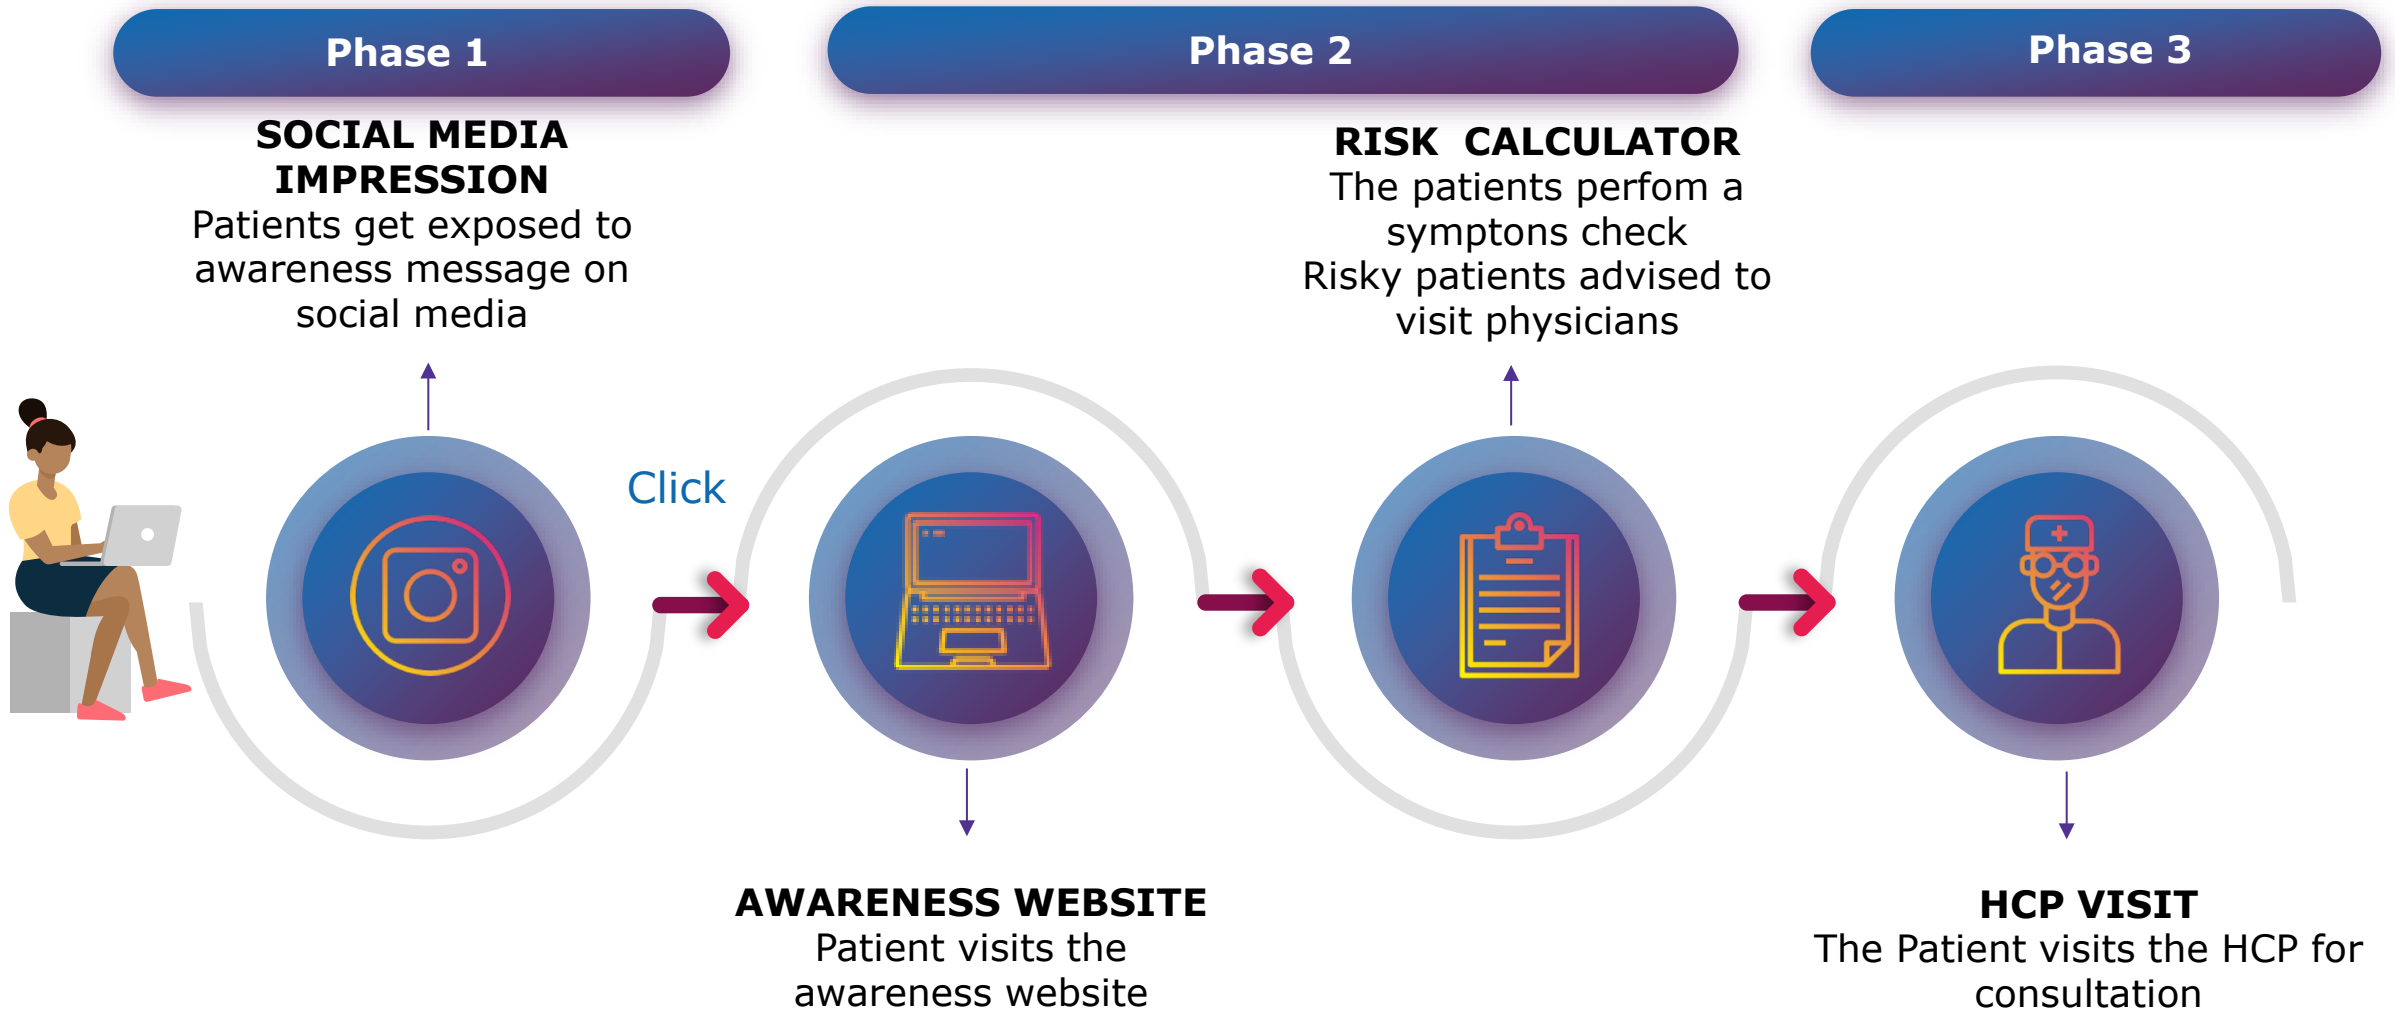 Phase 1
Phase 2
Phase 3
SOCIAL MEDIA
IMPRESSION
Patients get exposed to
awareness message on
social media
RISK  CALCULATOR
The patients perfom a
symptons check
Risky patients advised to
visit physicians
Click
AWARENESS WEBSITE
Patient visits the
awareness website
HCP VISIT
The Patient visits the HCP for
consultation